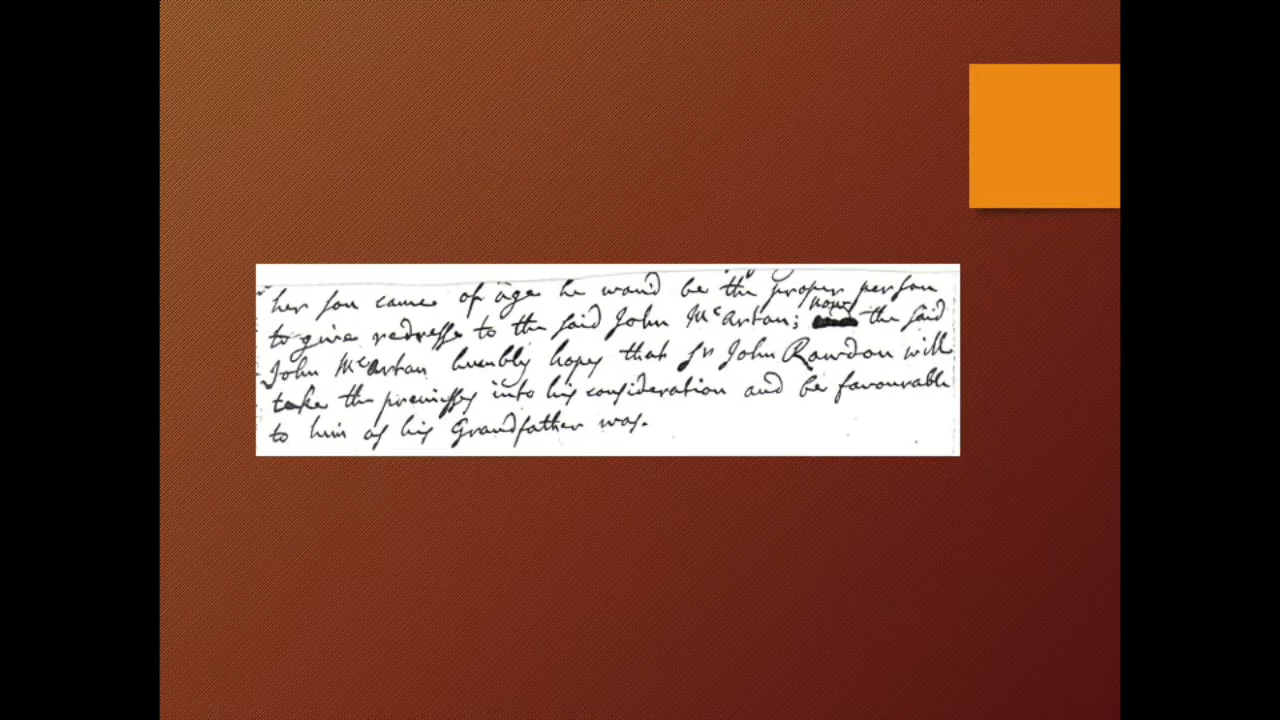 her son came of age he woud be the proper person
to give redresse to the said John McArtan; now the said
John McArtan humbly hopes that Sr John Rawdon will
take the premisses into his consideration and be favourable
to him as his Grandfather was.